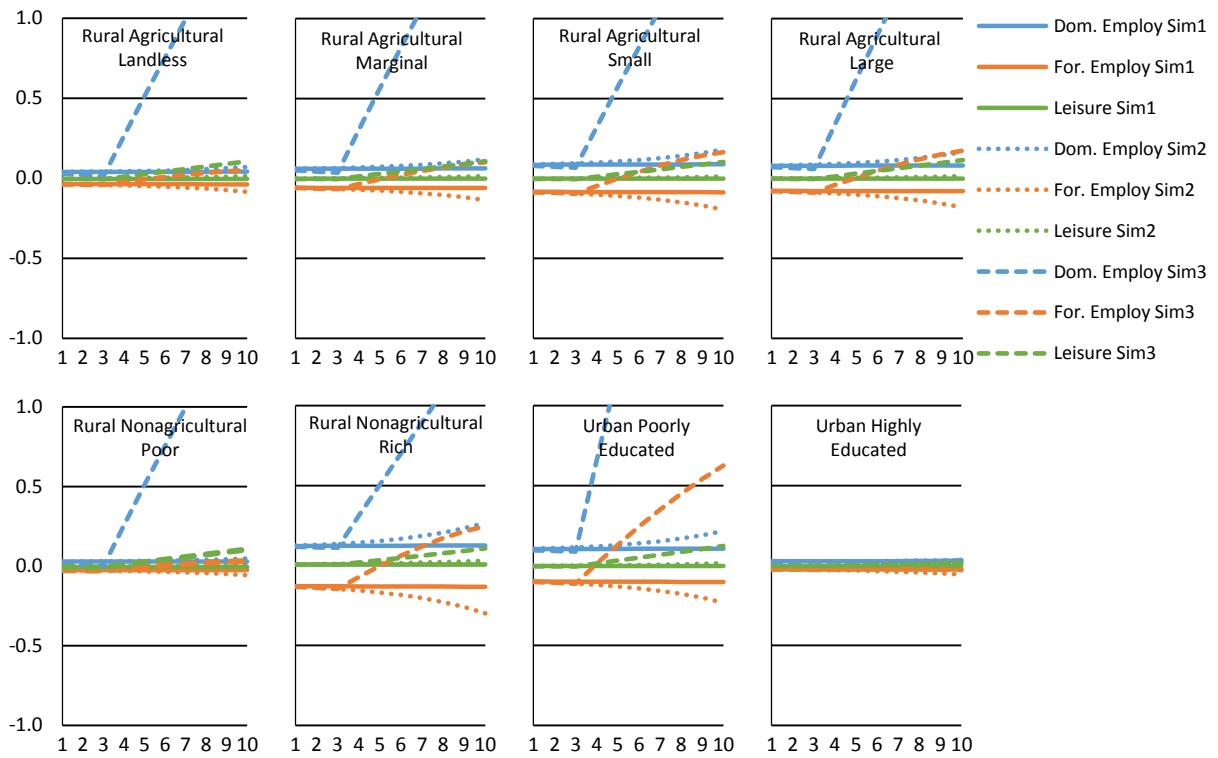 1.0
0.5
0.0
-0.5
-1.0
Rural Agricultural
Landless
1 2 3 4 5 6 7 8 9 10
Rural Agricultural
Marginal
1 2 3 4 5 6 7 8 9 10
Rural Agricultural
Small
1 2 3 4 5 6 7 8 9 10
Rural Agricultural
Large
1 2 3 4 5 6 7 8 9 10
Dom. Employ Sim1
For. Employ Sim1
Leisure Sim1
Dom. Employ Sim2
For. Employ Sim2
Leisure Sim2
Dom. Employ Sim3
For. Employ Sim3
Leisure Sim3
1.0
0.5
0.0
-0.5
-1.0
Rural Nonagricultural
Poor
1 2 3 4 5 6 7 8 9 10
Rural Nonagricultural
Rich
1 2 3 4 5 6 7 8 9 10
Urban Poorly
Educated
1 2 3 4 5 6 7 8 9 10
Urban Highly
Educated
1 2 3 4 5 6 7 8 9 10